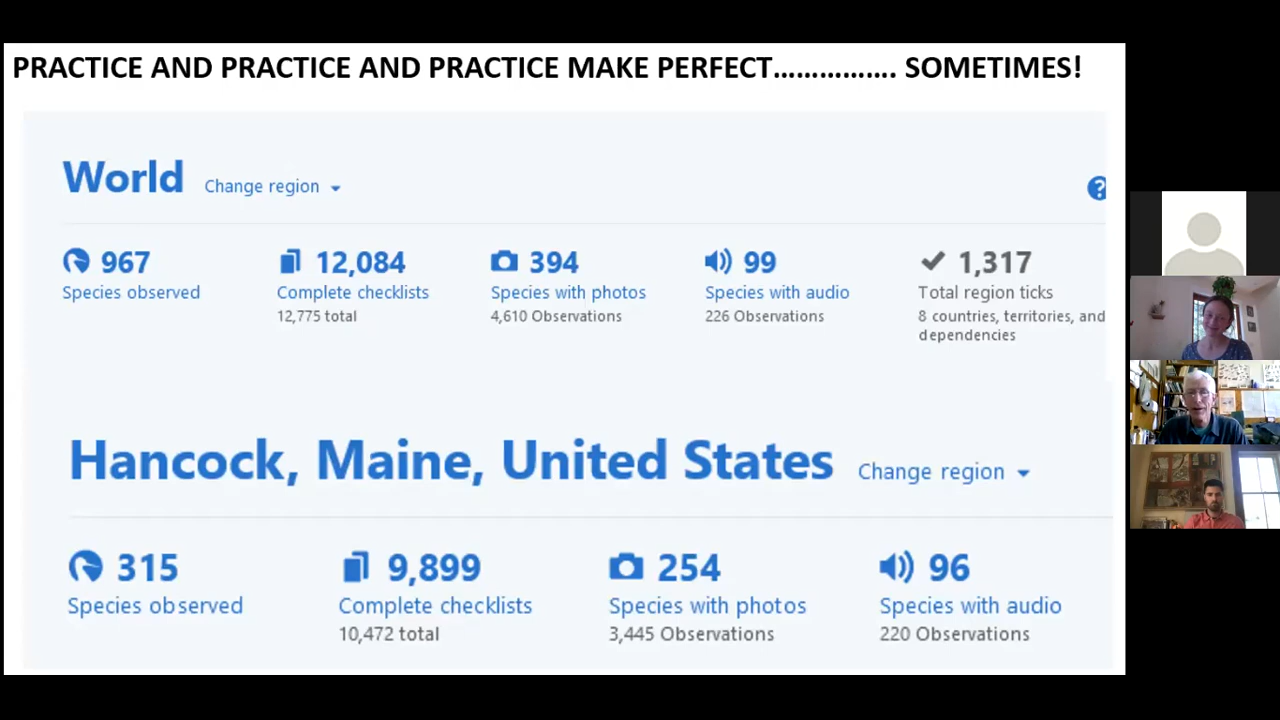 PRACTICE AND PRACTICE AND PRACTICE MAKE PERFECT................ SOMETIMES!
World Change region
?
967 12,084 394 99 1,317
Species observed Complete checklists Species with photos Species with audio Total region ticks
12,775 total 4,610 Observations 226 Observations 8 countries, territories, and
dependencies
Hancock, Maine, United States Change region
315 9,899 254 96
Species observed Complete checklists Species with photos Species with audio
10,472 total 3,445 Observations 220 Observations